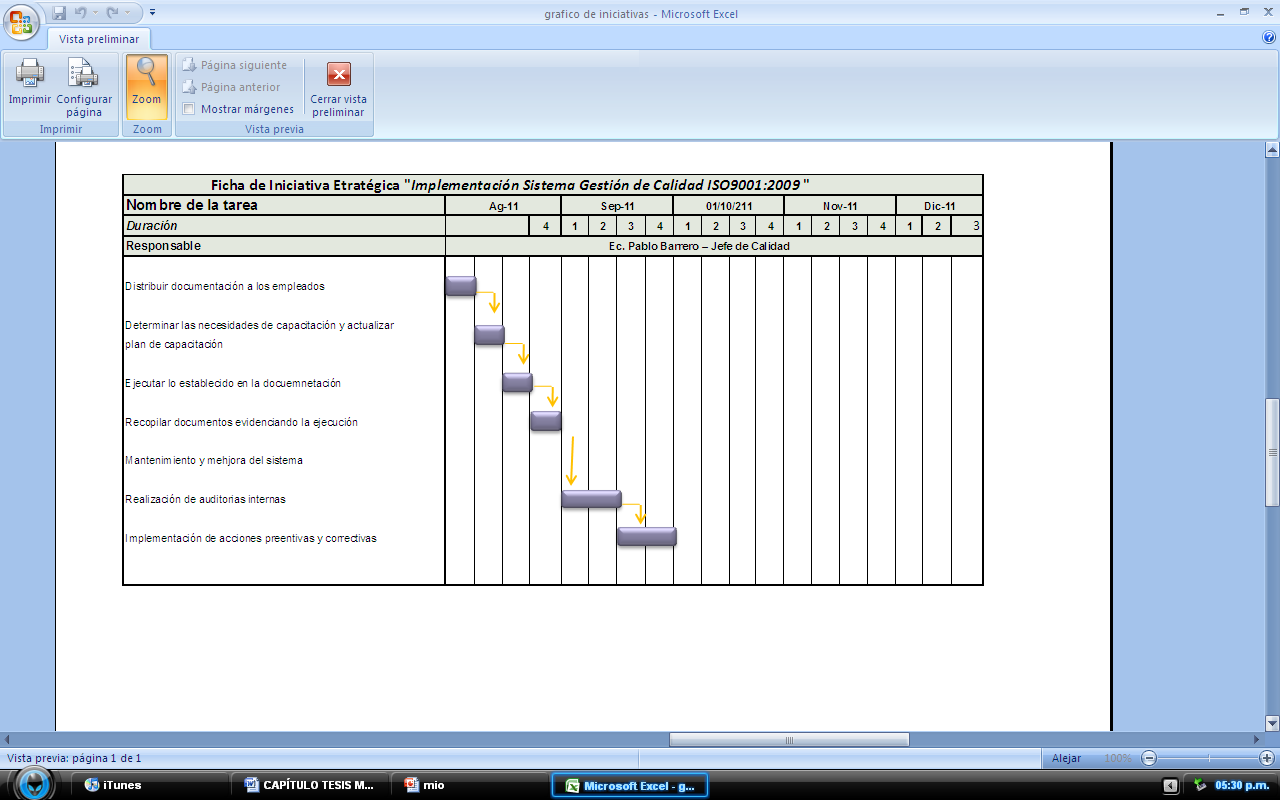 grafico de iniciativas - Microsoft Excel
Vista preliminar
Imprimir
Configurar página
Imprimir
Zoom
Zoom
Página siguiente
Página anterior
Mostrar márgenes
Cerrar vista preliminar
Vista previa
Ficha de Iniciativa Etratégica "Implementación Sistema Gestión de Calidad ISO9001:2009 "
Nombre de la tarea Ag-11 Sep-11 01/10/211 Nov-11 Dic-11
Duración 4 1 2 3 4 1 2 3 4 1 2 3 4 1 2 3
Responsable Ec. Pablo Barrero – Jefe de Calidad
Distribuir documentación a los empleados
Determinar las necesidades de capacitación y actualizar
plan de capacitación
Ejecutar lo establecido en la docuemnetación
Recopilar documentos evidenciando la ejecución
Mantenimiento y mehjora del sistema
Realización de auditorias internas
Implementación de acciones preentivas y correctivas
Vista previa: página 1 de 1 Alejar 100%
iTunes CAPÍTULO TESIS M... mio Microsoft Excel - g... 05:30 p.m.